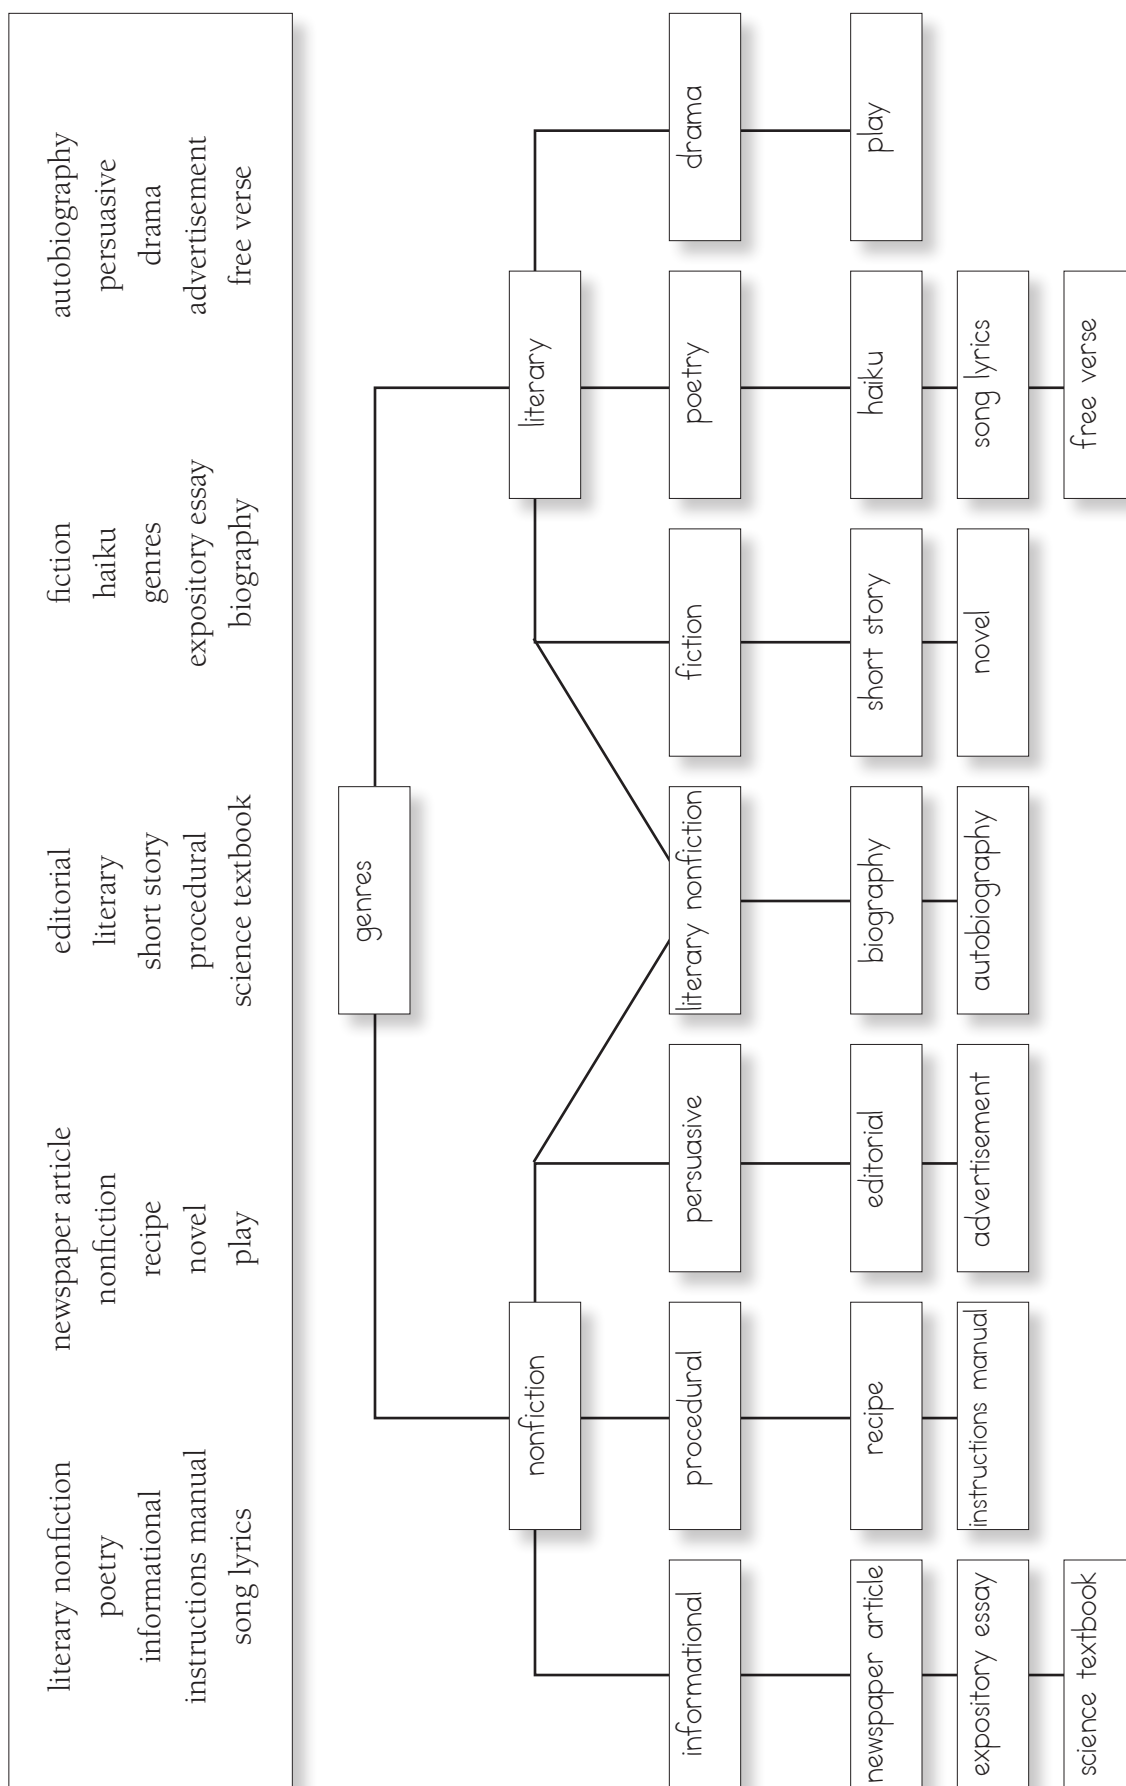 literary nonfiction newspaper article editorial fiction autobiography
poetry nonfiction literary haiku persuasive
informational recipe short story genres drama
instructions manual novel procedural expository essay advertisement
song lyrics play science textbook biography free verse
genres
nonfiction literary
informational procedural persuasive literary nonfiction fiction poetry drama
newspaper article recipe editorial biography short story haiku play
expository essay instructions manual advertisement autobiography novel song lyrics
science textbook free verse